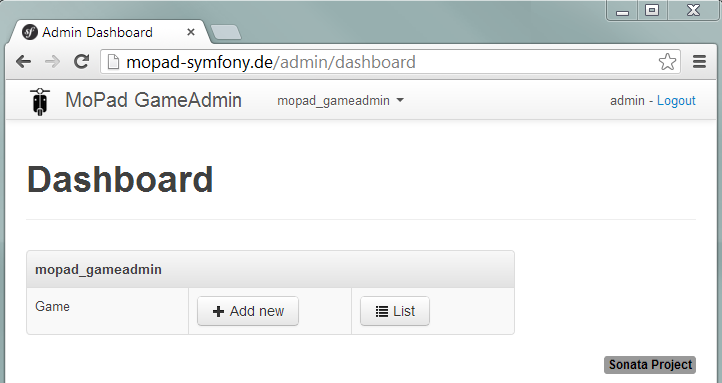 Admin Dashboard
mopad-symfony.de/admin/dashboard
MoPad GameAdmin mopad_gameadmin admin - Logout
Dashboard
mopad_gameadmin
Game Add new List
Sonata Project